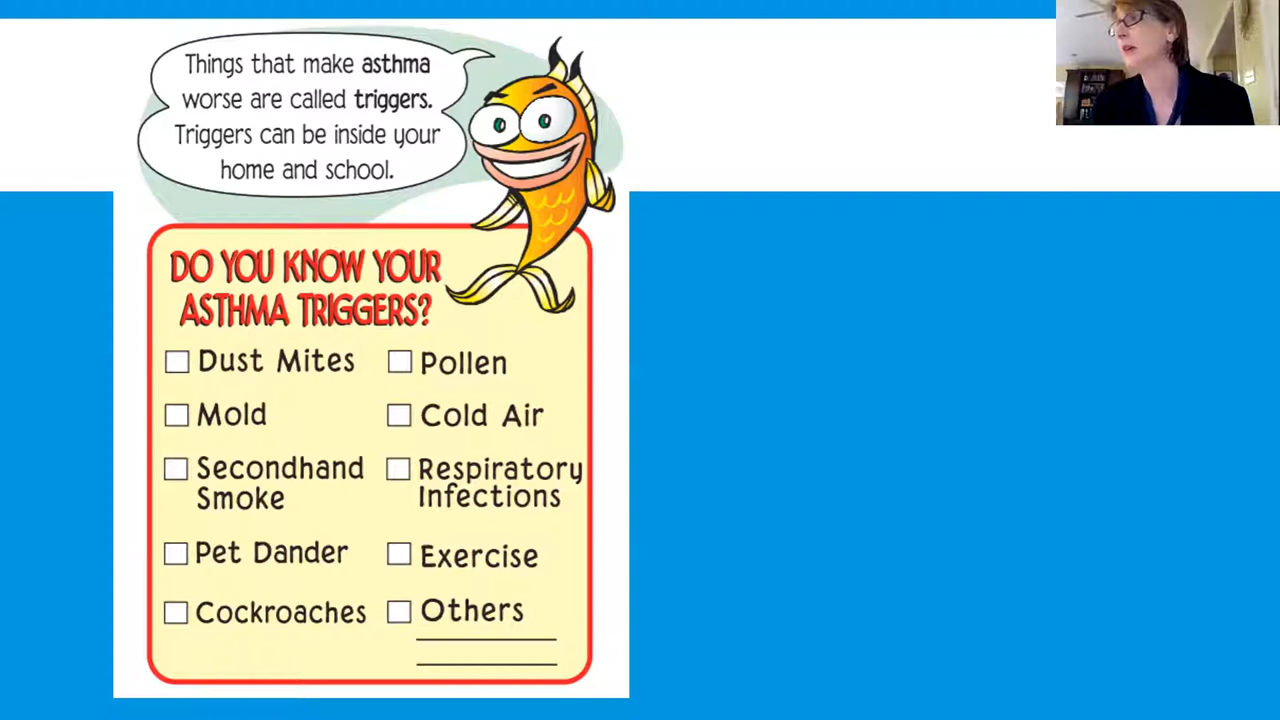 Things that make asthma
worse are called triggers.
Triggers can be inside your
home and school.
DO YOU KNOW YOUR
ASTHMA TRIGGERS?
Dust Mites
Mold
Secondhand
Smoke
Pet Dander
Cockroaches
Pollen
Cold Air
Respiratory
Infections
Exercise
Others